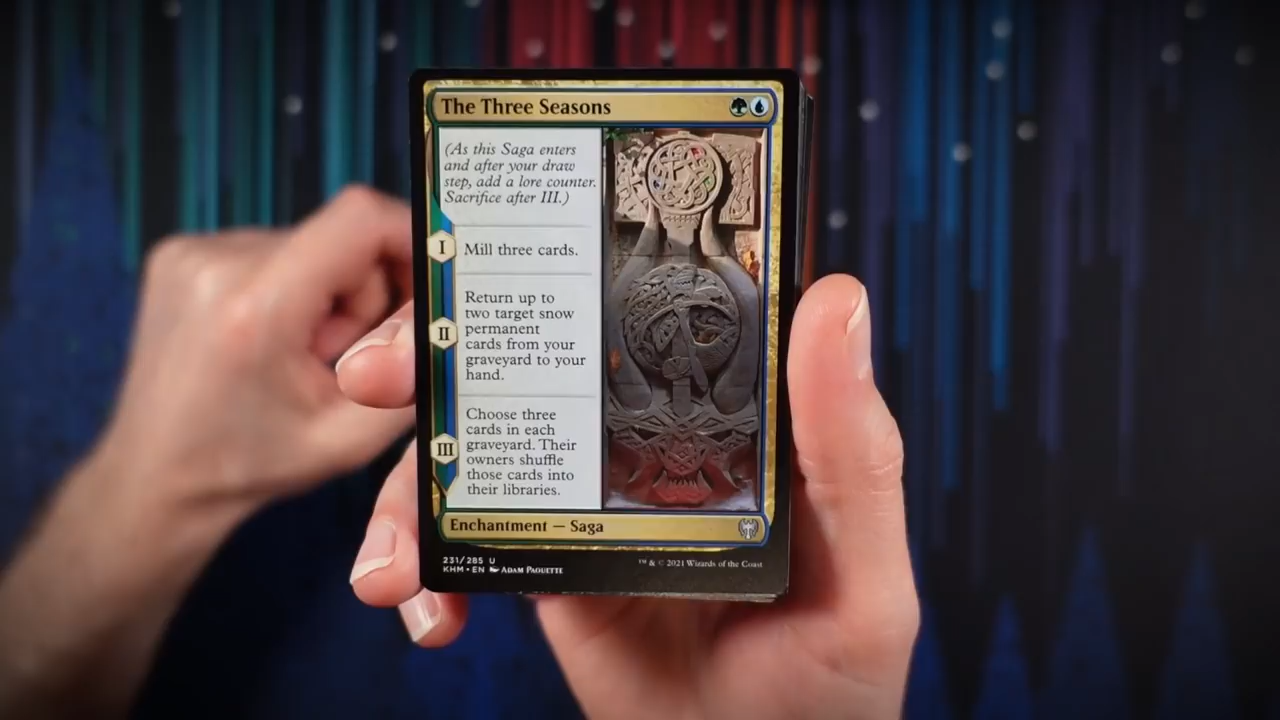 The Three Seasons
(As this Saga enters
and after your draw
step, add a lore counter.
Sacrifice after III.)
I
Mill three cards.
II
Return up to
two target snow
permanent
cards from your
graveyard to your
hand.
III
Choose three
cards in each
graveyard. Their
owners shuffle
those cards into
their libraries.
Enchantment — Saga
231/285 U
KHM • EN ADAM PAQUETTE
™ & © 2021 Wizards of the Coast